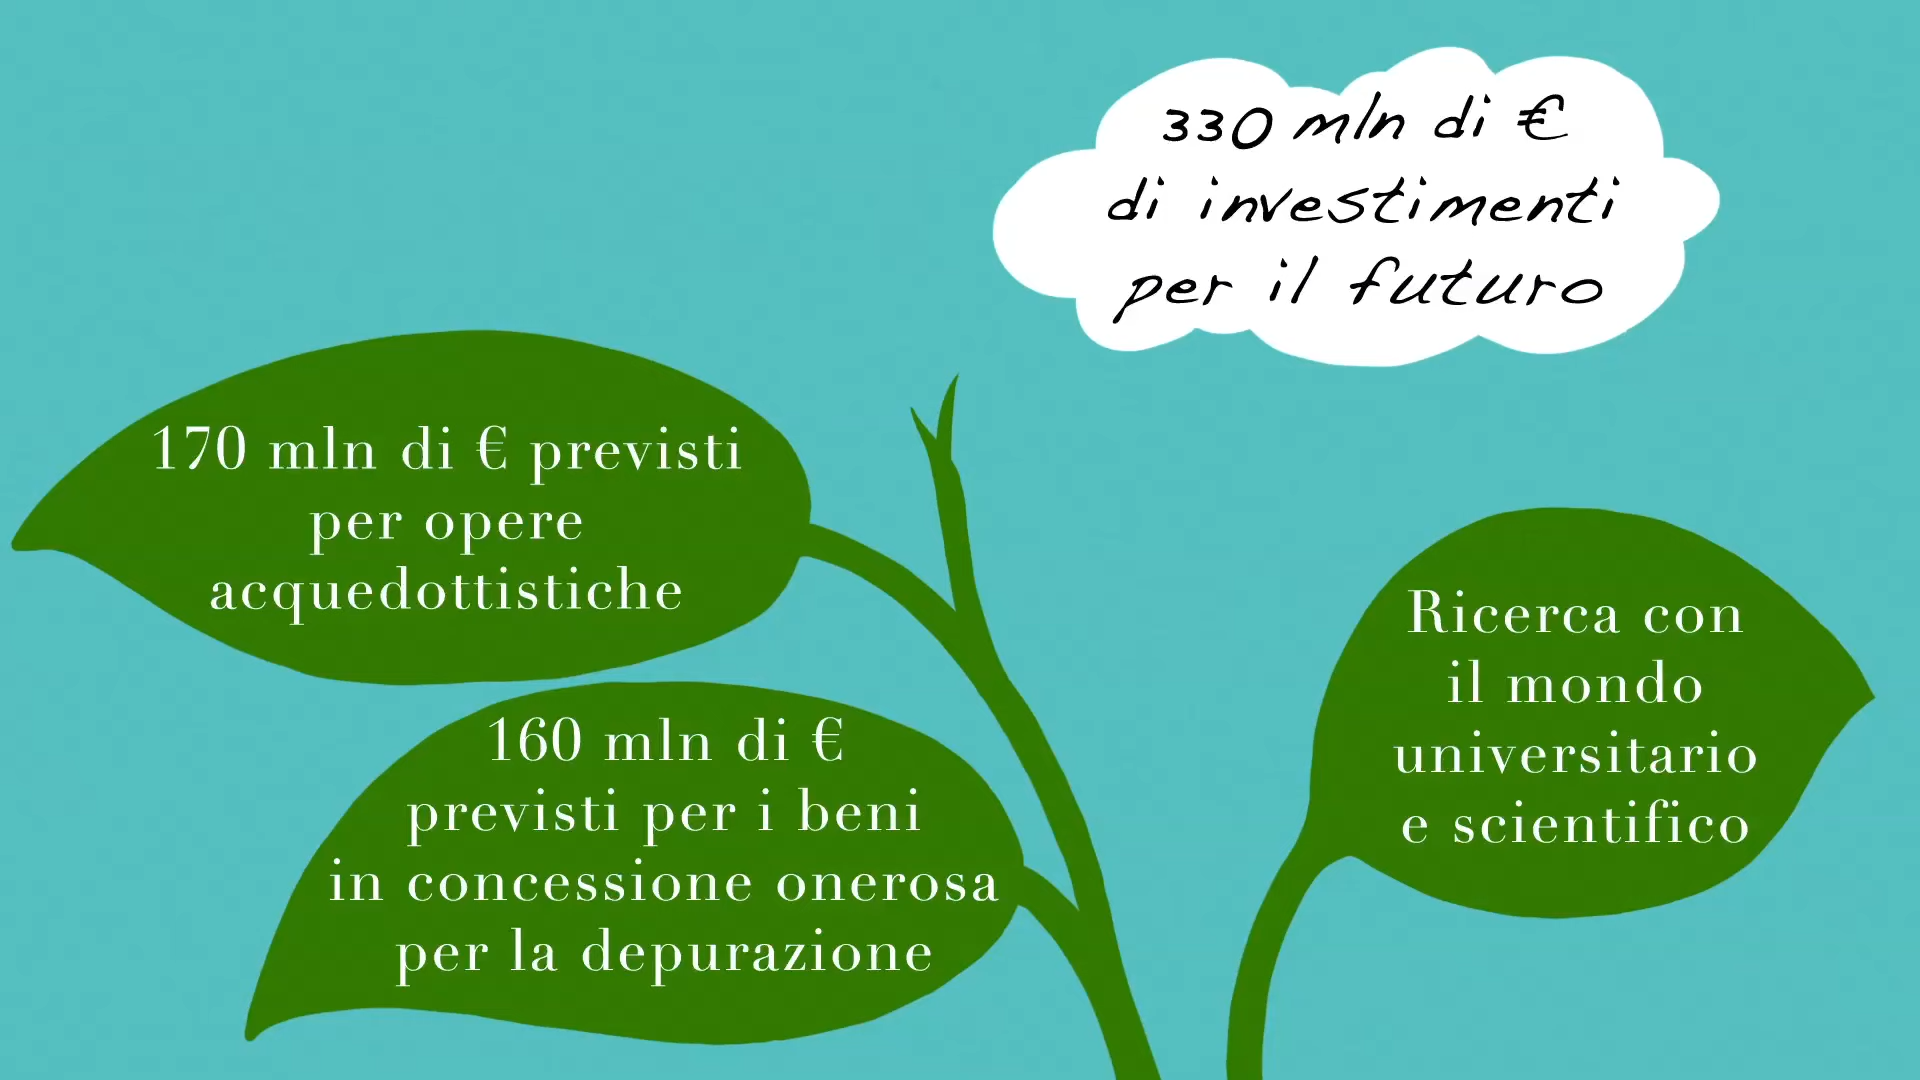 330 mln di €
di investimenti
per il futuro
170 mln di € previsti
per opere
acquedottistiche
160 mln di €
previsti per i beni
in concessione onerosa
per la depurazione
Ricerca con
il mondo
universitario
e scientifico